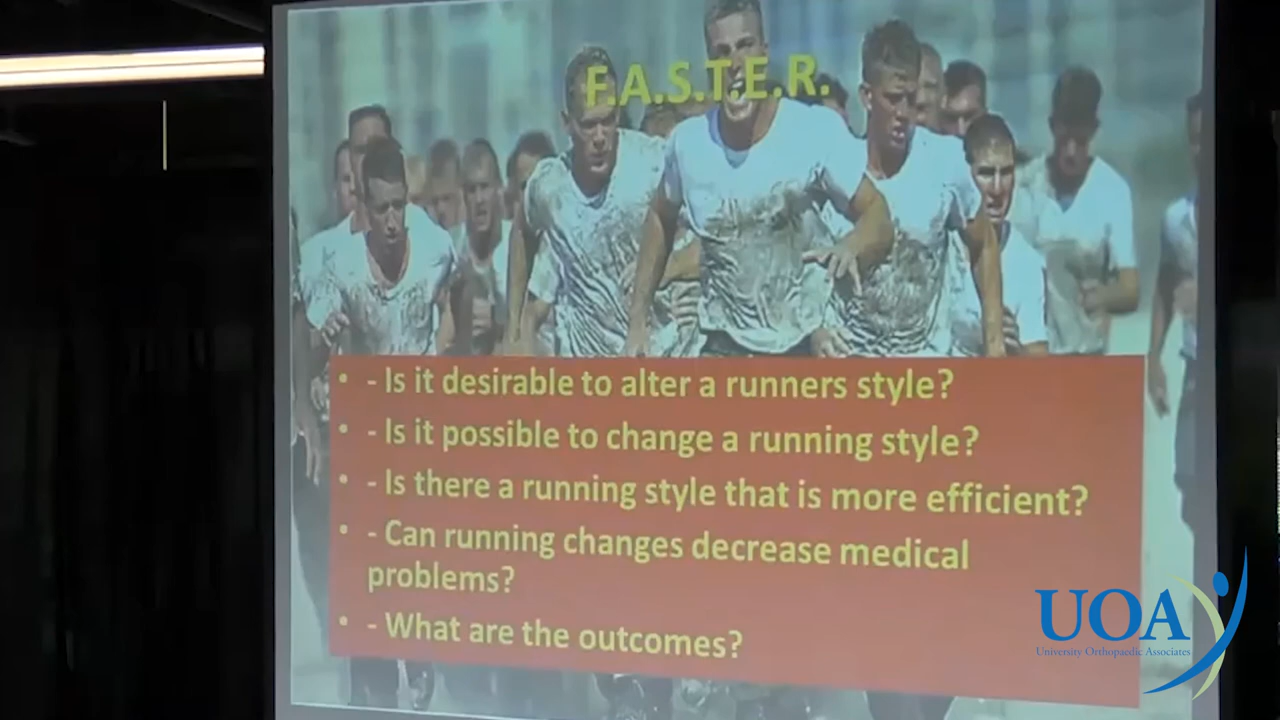 F.A.S.T.E.R.
• - Is it desirable to alter a runners style?
• - Is it possible to change a running style?
• - Is there a running style that is more efficient?
• - Can running changes decrease medical
problems?
• - What are the outcomes?
UOA
University Orthopaedic Associates